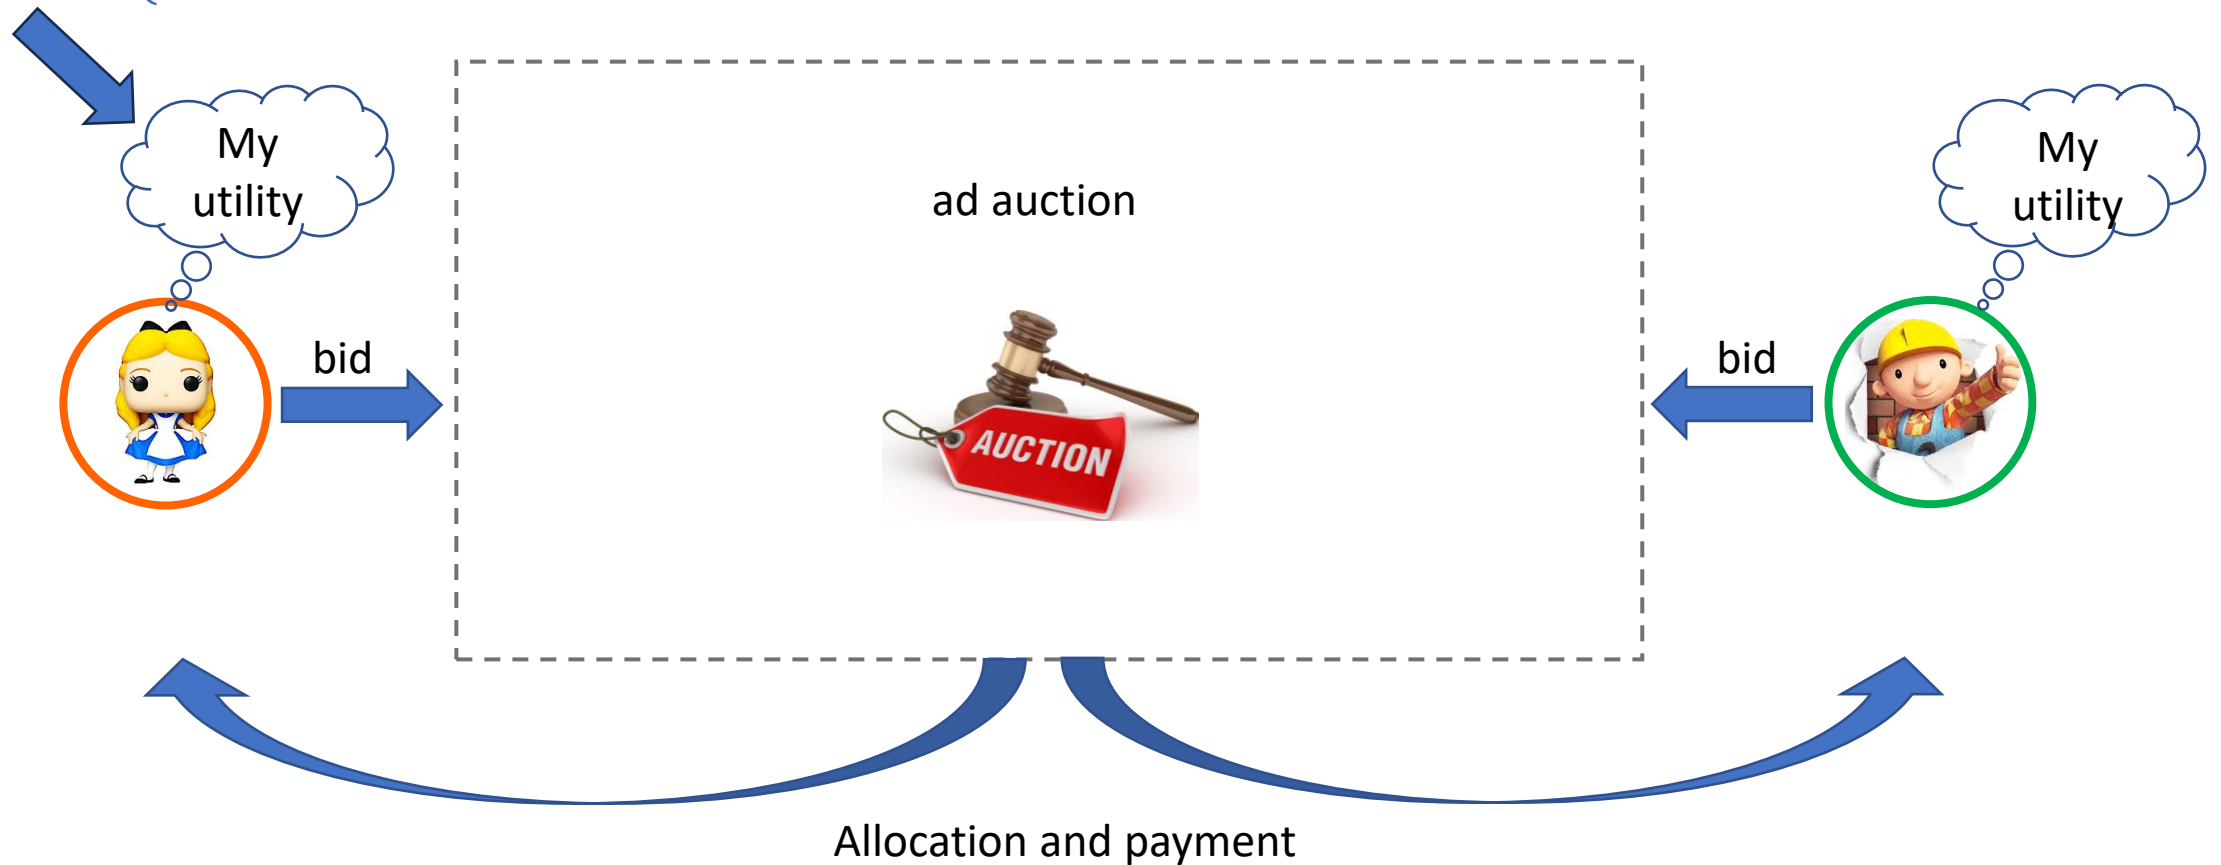 My
utility
ad auction
My
utility
bid
bid
AUCTION
Allocation and payment